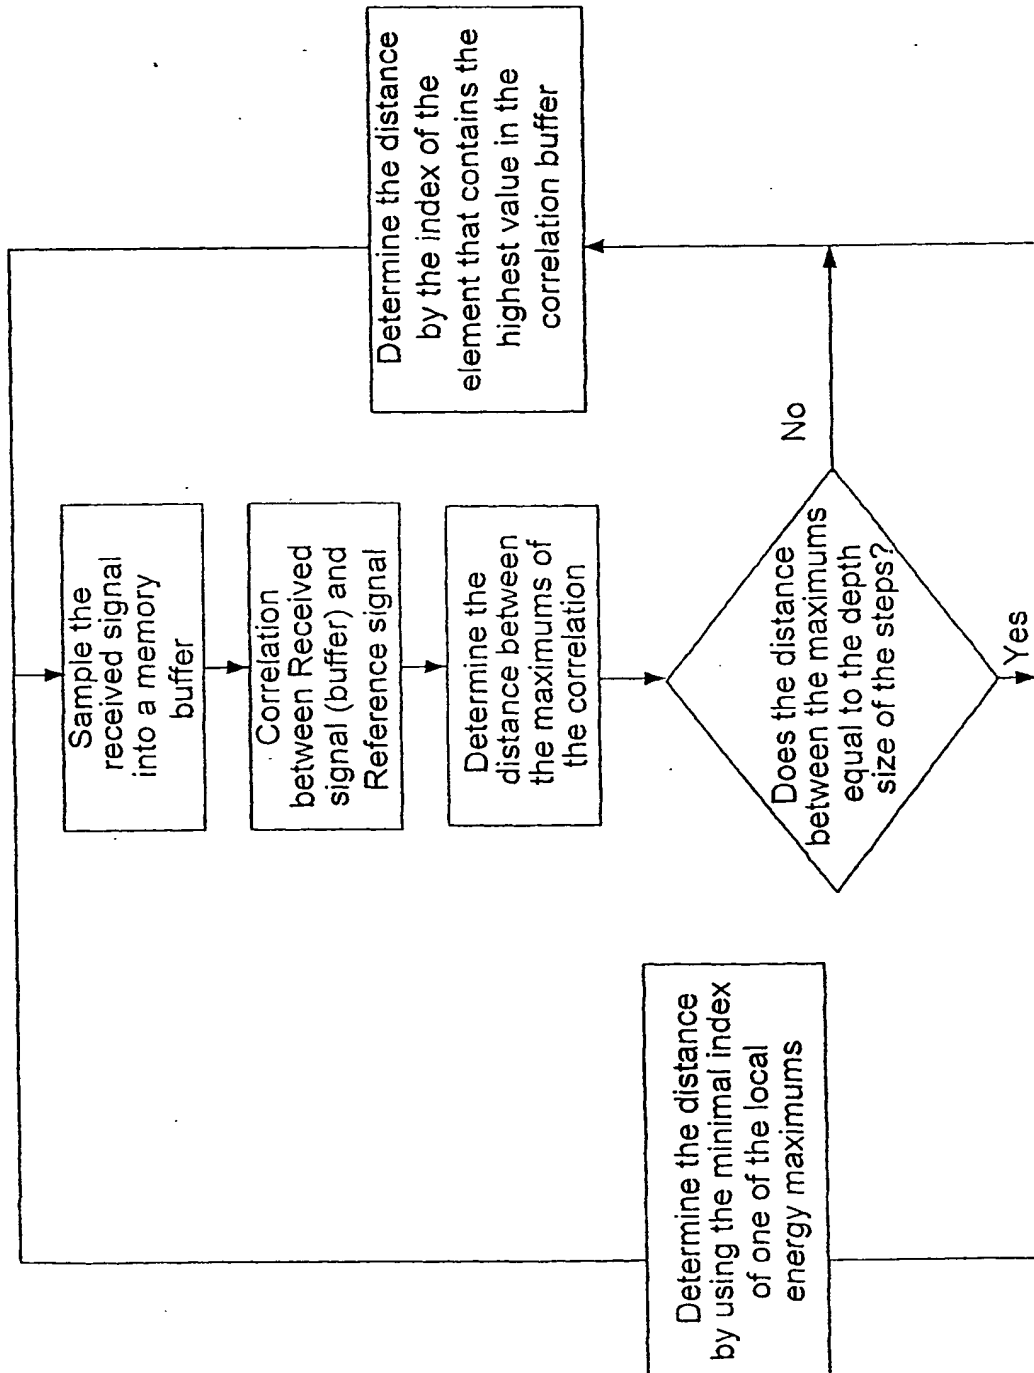 Sample the
received signal
into a memory
buffer
Correlation
between Received
signal (buffer) and
Reference signal
Determine the
distance between
the maximums of
the correlation
Does the distance
between the maximums
equal to the depth
size of the steps?
No
Yes
Determine the distance
by the index of the
element that contains the
highest value in the
correlation buffer
Determine the distance
by using the minimal index
of one of the local
energy maximums